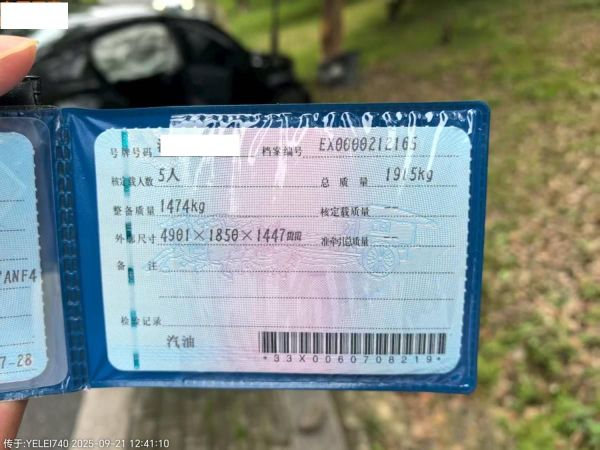 号牌号码 档案编号 EX0000212165
核定载人数 5人 总质量 1915kg
整备质量 1474kg 核定载质量 --
外廓尺寸 4901×1850×1447mm 准牵引总质量 --
备注
检验记录
汽油
*33X0060708219*
ANF4
7-28
传于:YELEI740 2025-09-21 12:41:10